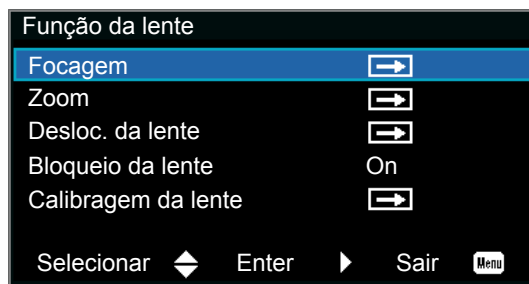 Função da lente
Focagem
Zoom
Desloc. da lente
Bloqueio da lente On
Calibragem da lente
Selecionar Enter Sair Menu